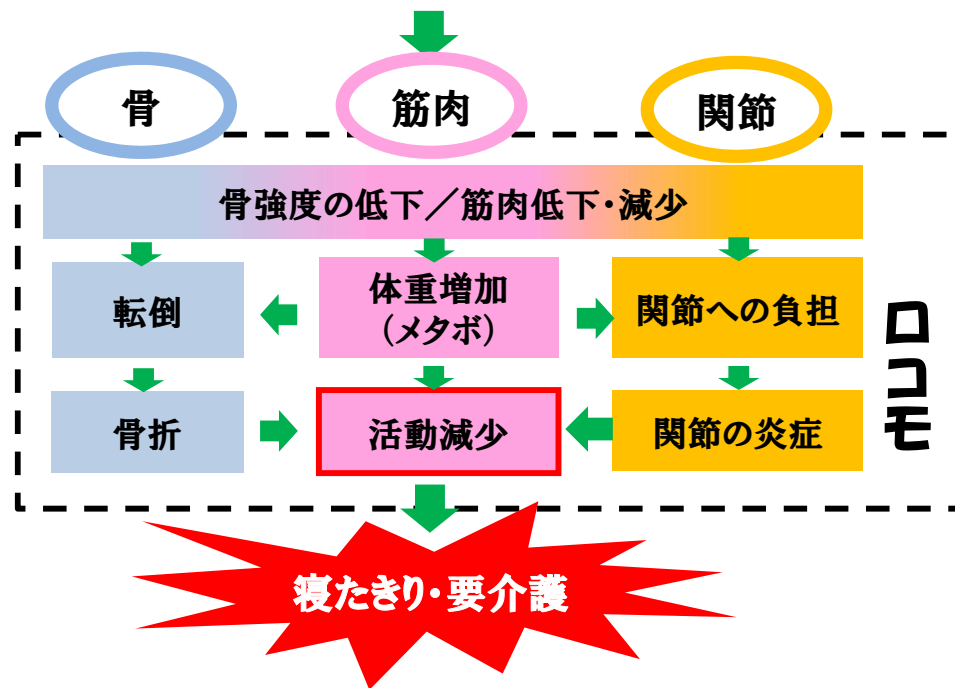 骨
筋肉
関節
骨強度の低下／筋肉低下・減少
転倒
体重増加
（メタボ）
関節への負担
骨折
活動減少
関節の炎症
ロコモ
寝たきり・要介護